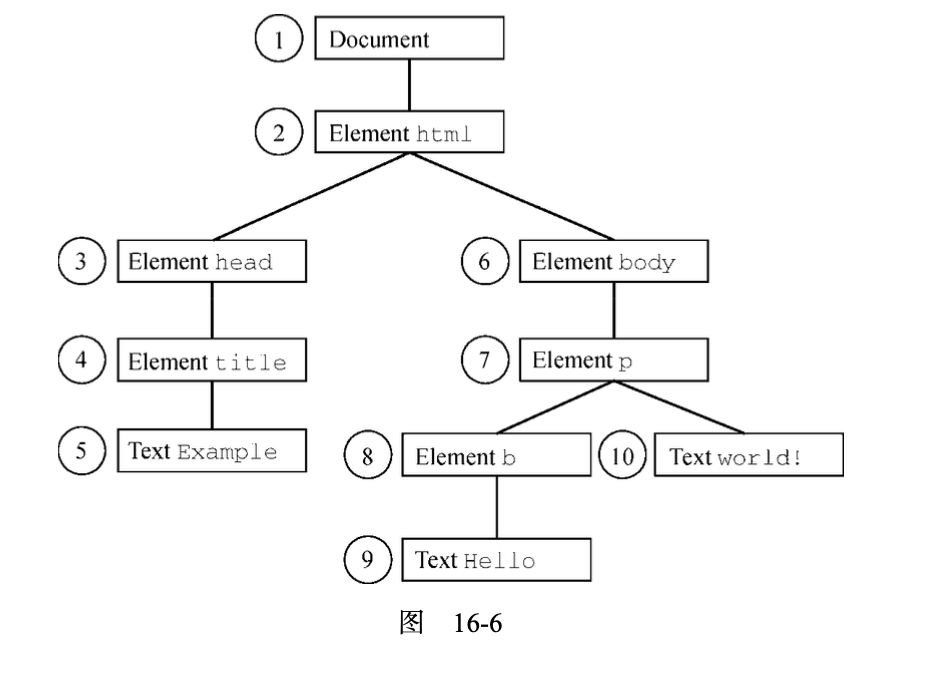 1 Document
2 Element html
3 Element head
6 Element body
4 Element title
7 Element p
5 Text Example
8 Element b
10 Text world!
9 Text Hello
图 16-6